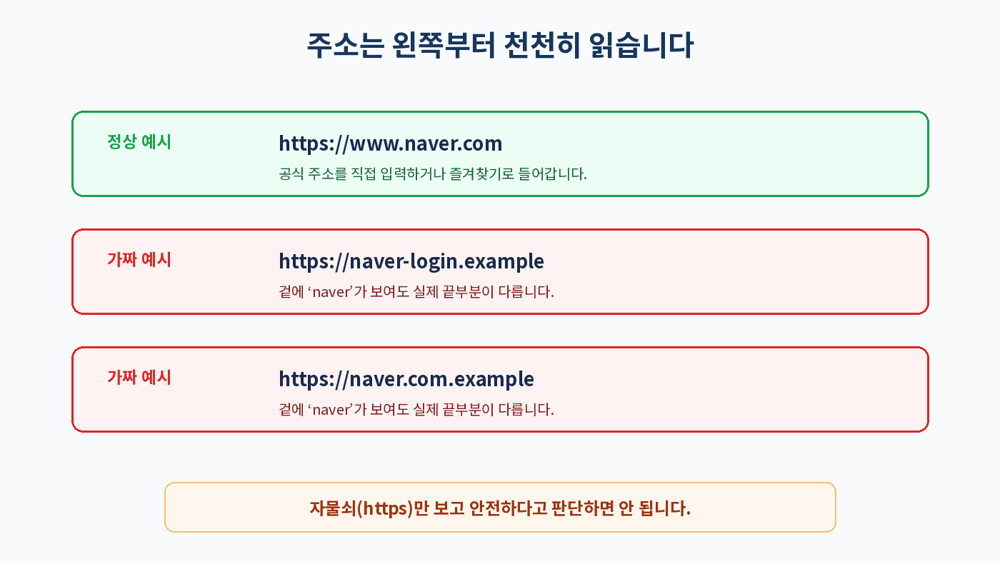 주소는 왼쪽부터 천천히 읽습니다
정상 예시
https://www.naver.com
공식 주소를 직접 입력하거나 즐겨찾기로 들어갑니다.
가짜 예시
https://naver-login.example
겉에 ‘naver’가 보여도 실제 끝부분이 다릅니다.
가짜 예시
https://naver.com.example
겉에 ‘naver’가 보여도 실제 끝부분이 다릅니다.
자물쇠(https)만 보고 안전하다고 판단하면 안 됩니다.